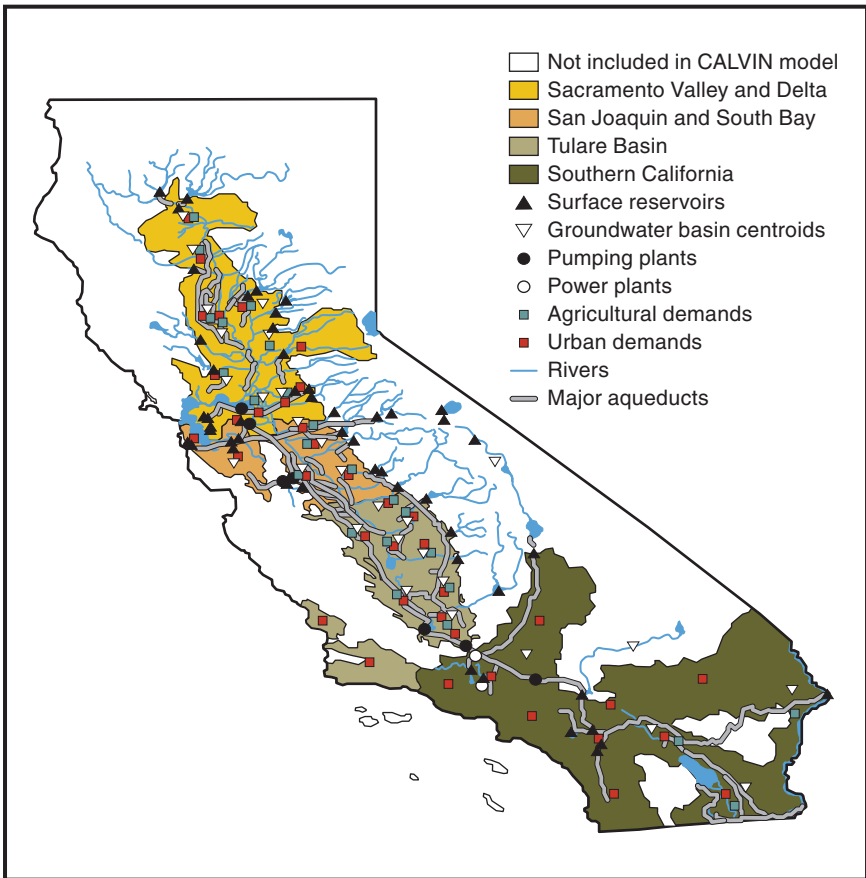 Not included in CALVIN model
Sacramento Valley and Delta
San Joaquin and South Bay
Tulare Basin
Southern California
Surface reservoirs
Groundwater basin centroids
Pumping plants
Power plants
Agricultural demands
Urban demands
Rivers
Major aqueducts